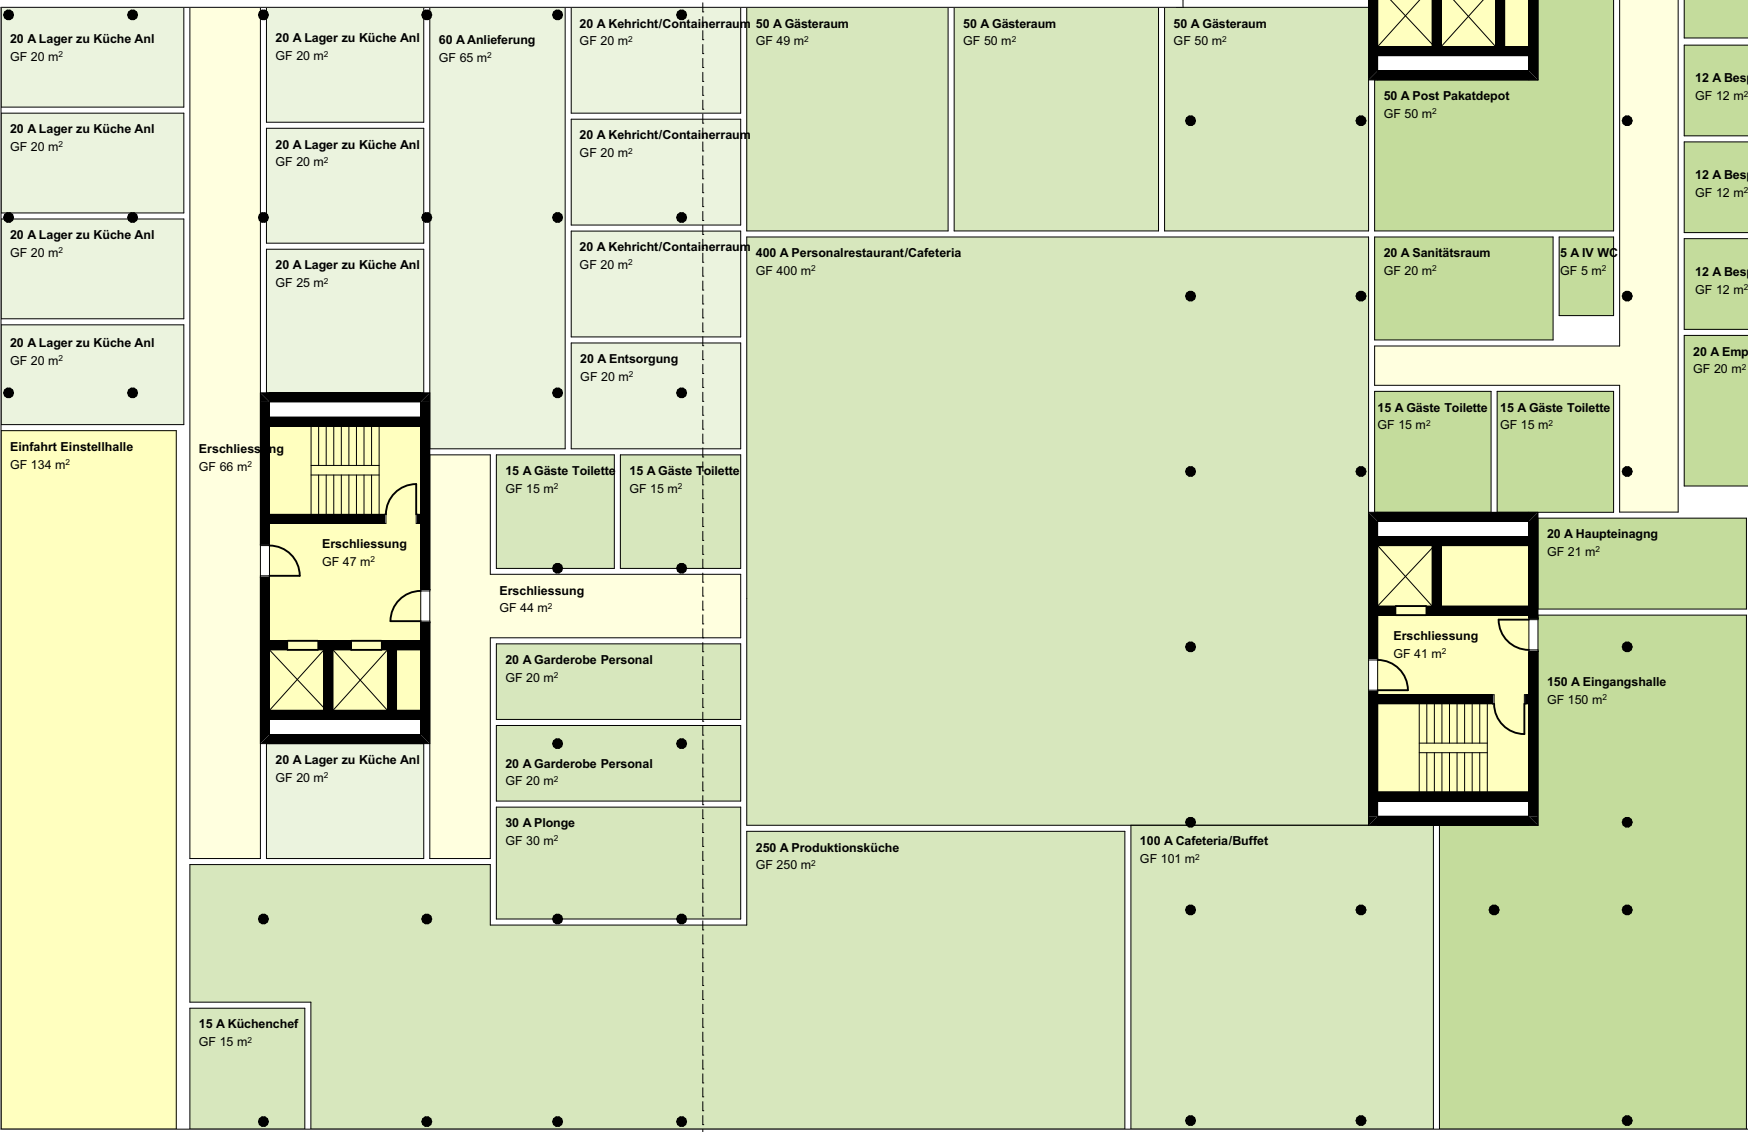 20 A Lager zu Küche Anl
GF 20 m²
20 A Lager zu Küche Anl
GF 20 m²
20 A Lager zu Küche Anl
GF 20 m²
20 A Lager zu Küche Anl
GF 20 m²
Einfahrt Einstellhalle
GF 134 m²
Erschliessung
GF 66 m²
20 A Lager zu Küche Anl
GF 20 m²
20 A Lager zu Küche Anl
GF 20 m²
20 A Lager zu Küche Anl
GF 25 m²
Erschliessung
GF 47 m²
20 A Lager zu Küche Anl
GF 20 m²
15 A Küchenchef
GF 15 m²
60 A Anlieferung
GF 65 m²
20 A Kehricht/Containerraum
GF 20 m²
20 A Kehricht/Containerraum
GF 20 m²
20 A Kehricht/Containerraum
GF 20 m²
20 A Entsorgung
GF 20 m²
15 A Gäste Toilette
GF 15 m²
15 A Gäste Toilette
GF 15 m²
Erschliessung
GF 44 m²
20 A Garderobe Personal
GF 20 m²
20 A Garderobe Personal
GF 20 m²
30 A Plonge
GF 30 m²
50 A Gästeraum
GF 49 m²
50 A Gästeraum
GF 50 m²
50 A Gästeraum
GF 50 m²
400 A Personalrestaurant/Cafeteria
GF 400 m²
250 A Produktionsküche
GF 250 m²
100 A Cafeteria/Buffet
GF 101 m²
50 A Post Pakatdepot
GF 50 m²
20 A Sanitätsraum
GF 20 m²
5 A IV WC
GF 5 m²
15 A Gäste Toilette
GF 15 m²
15 A Gäste Toilette
GF 15 m²
20 A Haupteinagng
GF 21 m²
Erschliessung
GF 41 m²
150 A Eingangshalle
GF 150 m²
12 A Besp
GF 12 m²
12 A Besp
GF 12 m²
12 A Besp
GF 12 m²
20 A Emp
GF 20 m²